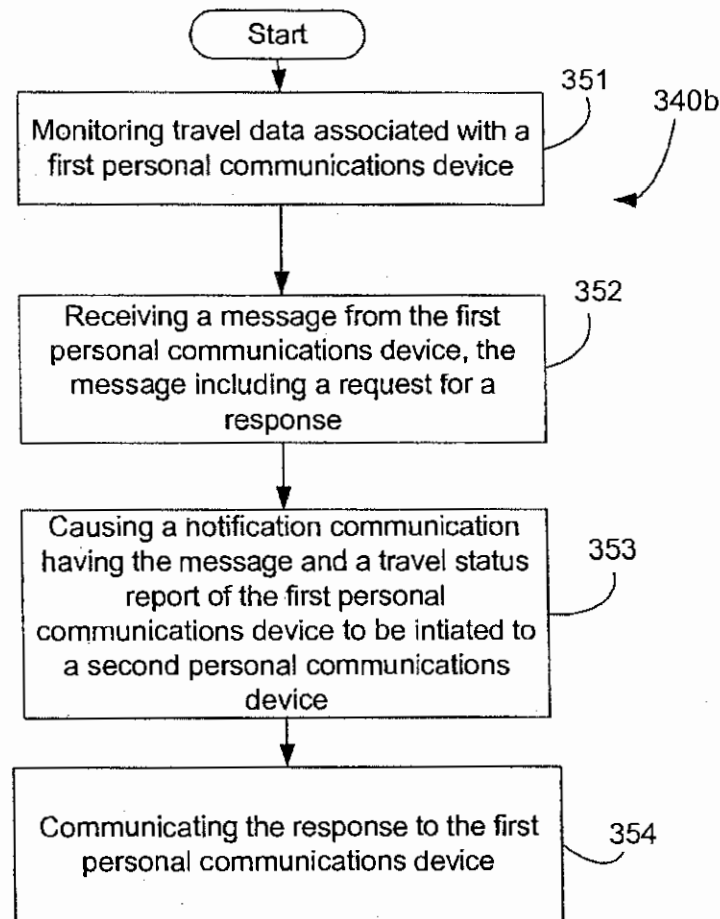 Start
351
340b
Monitoring travel data associated with a
first personal communications device
352
Receiving a message from the first
personal communications device, the
message including a request for a
response
353
Causing a notification communication
having the message and a travel status
report of the first personal
communications device to be intiated to
a second personal communications
device
354
Communicating the response to the first
personal communications device